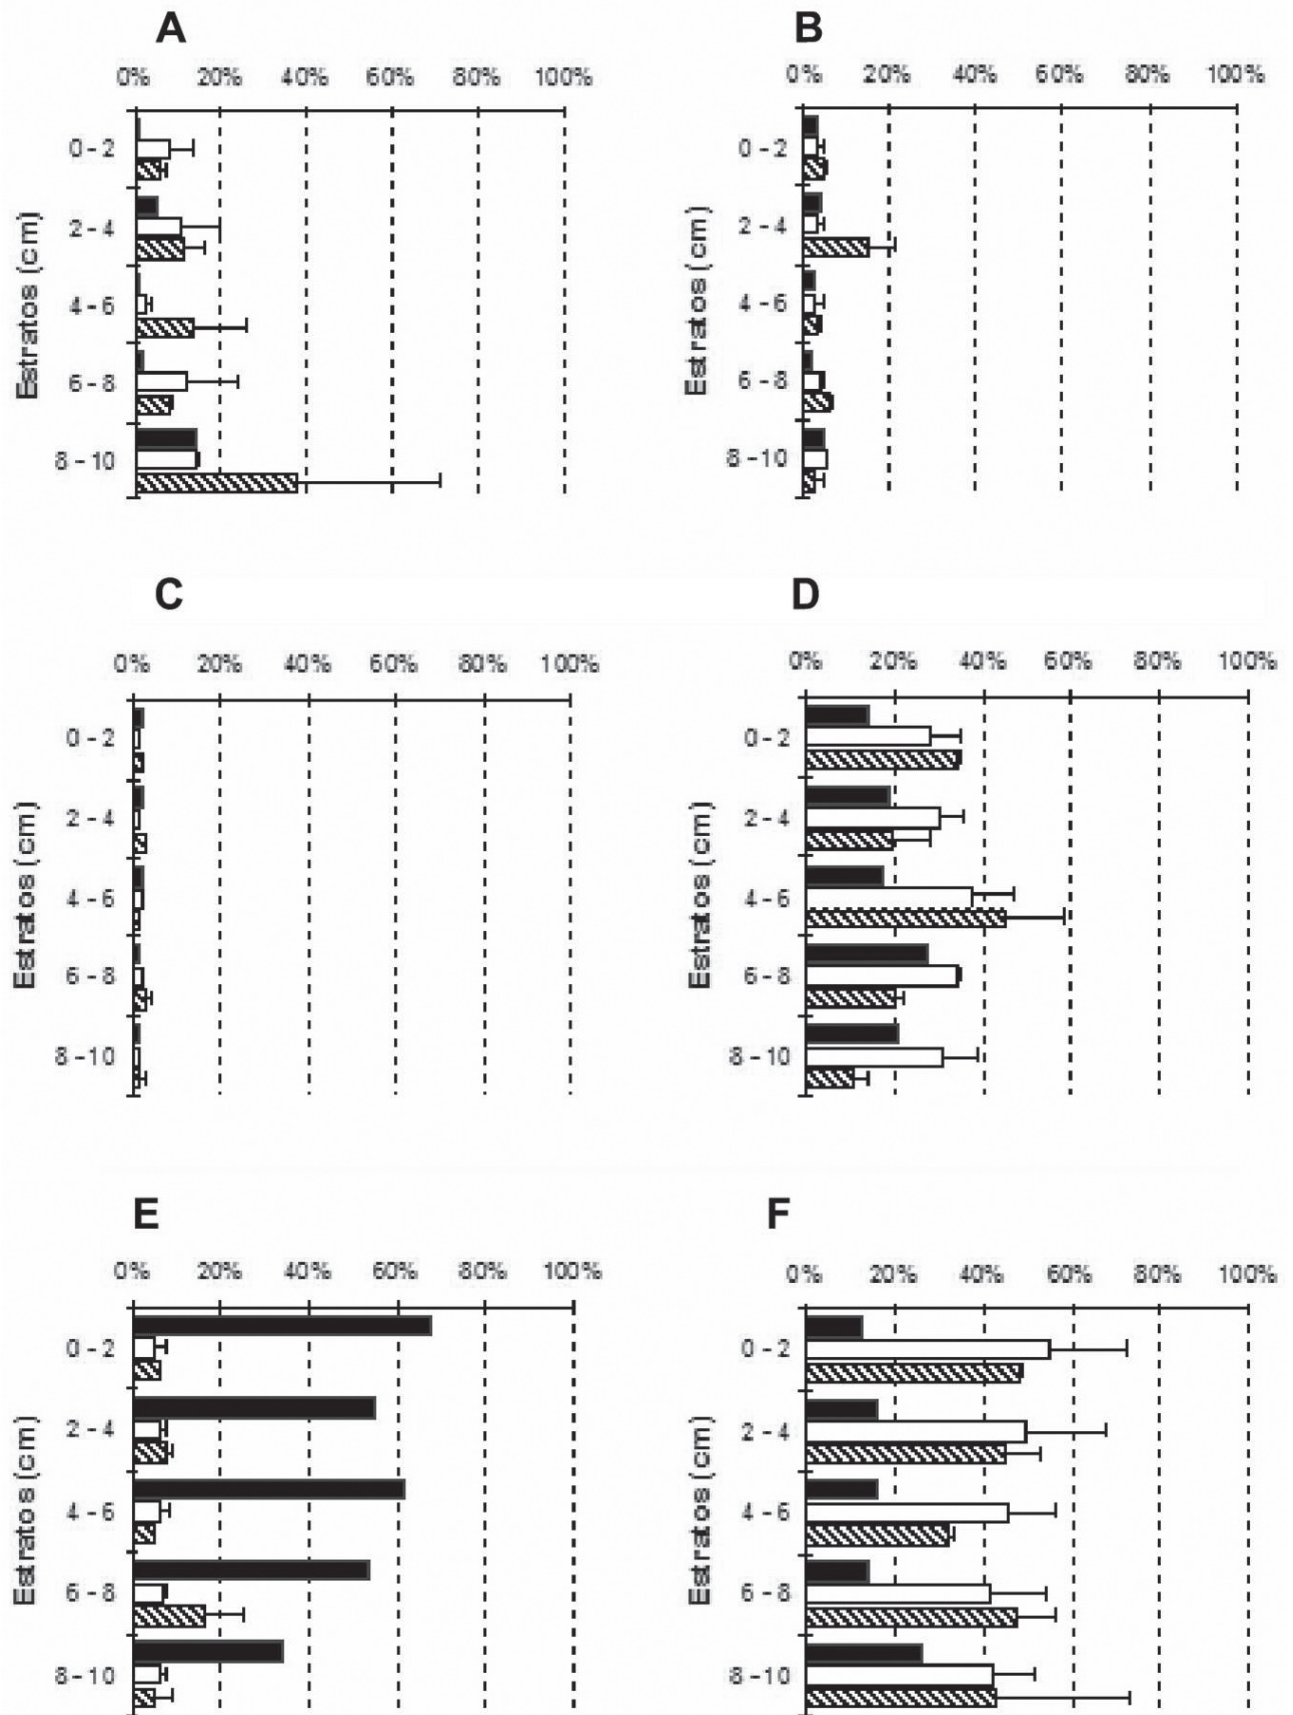 A B
0% 20% 40% 60% 80% 100% 0% 20% 40% 60% 80% 100%
Estratos (cm) Estratos (cm)
0 - 2 0 - 2
2 - 4 2 - 4
4 - 6 4 - 6
6 - 8 6 - 8
8 - 10 8 - 10
C D
0% 20% 40% 60% 80% 100% 0% 20% 40% 60% 80% 100%
Estratos (cm) Estratos (cm)
0 - 2 0 - 2
2 - 4 2 - 4
4 - 6 4 - 6
6 - 8 6 - 8
8 - 10 8 - 10
E F
0% 20% 40% 60% 80% 100% 0% 20% 40% 60% 80% 100%
Estratos (cm) Estratos (cm)
0 - 2 0 - 2
2 - 4 2 - 4
4 - 6 4 - 6
6 - 8 6 - 8
8 - 10 8 - 10